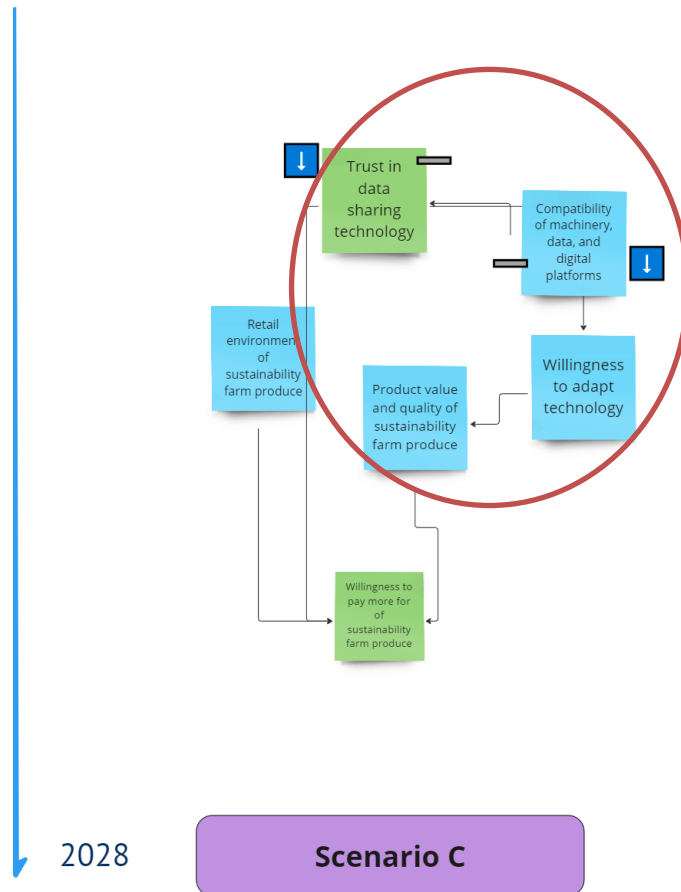 Trust in
data
sharing
technology
Compatibility
of machinery,
data, and
digital
platforms
Retail
environment
of
sustainability
farm produce
Product value
and quality of
sustainability
farm produce
Willingness
to adapt
technology
Willingness to
pay more for
of
sustainability
farm produce
2028
Scenario C